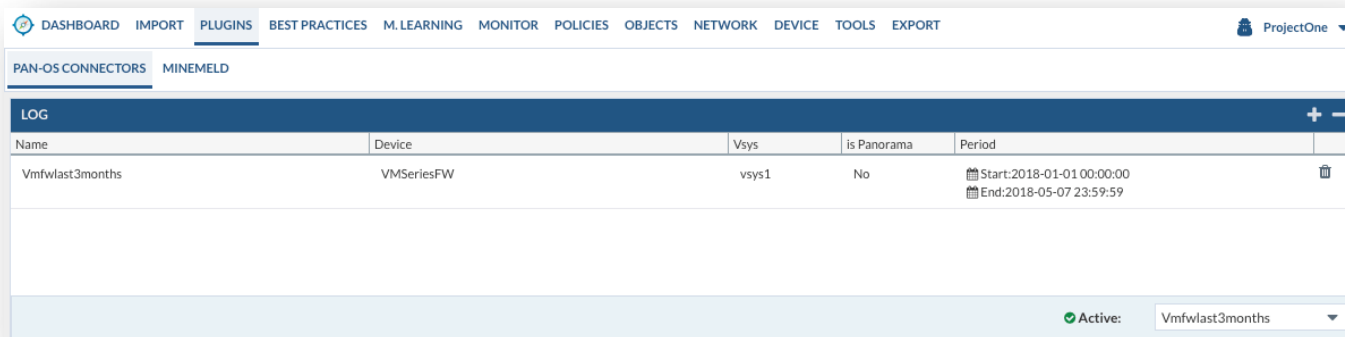 DASHBOARD IMPORT PLUGINS BEST PRACTICES M. LEARNING MONITOR POLICIES OBJECTS NETWORK DEVICE TOOLS EXPORT ProjectOne
PAN-OS CONNECTORS MINEMELD
LOG
Name Device Vsys is Panorama Period
Vmfwlast3months VMSeriesFW vsys1 No Start:2018-01-01 00:00:00
End:2018-05-07 23:59:59
Active: Vmfwlast3months